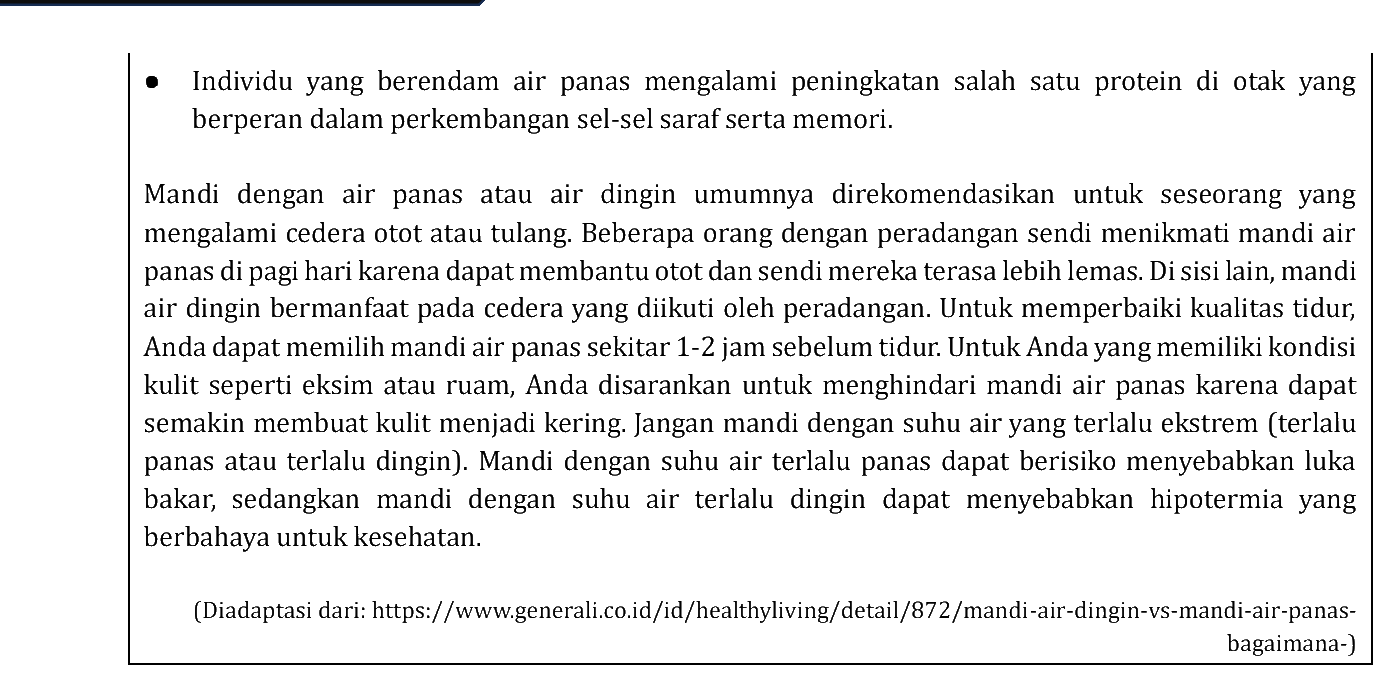 ● Individu yang berendam air panas mengalami peningkatan salah satu protein di otak yang
berperan dalam perkembangan sel-sel saraf serta memori.
Mandi dengan air panas atau air dingin umumnya direkomendasikan untuk seseorang yang
mengalami cedera otot atau tulang. Beberapa orang dengan peradangan sendi menikmati mandi air
panas di pagi hari karena dapat membantu otot dan sendi mereka terasa lebih lemas. Di sisi lain, mandi
air dingin bermanfaat pada cedera yang diikuti oleh peradangan. Untuk memperbaiki kualitas tidur,
Anda dapat memilih mandi air panas sekitar 1-2 jam sebelum tidur. Untuk Anda yang memiliki kondisi
kulit seperti eksim atau ruam, Anda disarankan untuk menghindari mandi air panas karena dapat
semakin membuat kulit menjadi kering. Jangan mandi dengan suhu air yang terlalu ekstrem (terlalu
panas atau terlalu dingin). Mandi dengan suhu air terlalu panas dapat berisiko menyebabkan luka
bakar, sedangkan mandi dengan suhu air terlalu dingin dapat menyebabkan hipotermia yang
berbahaya untuk kesehatan.
(Diadaptasi dari: https://www.generali.co.id/id/healthyliving/detail/872/mandi-air-dingin-vs-mandi-air-panas-
bagaimana-)